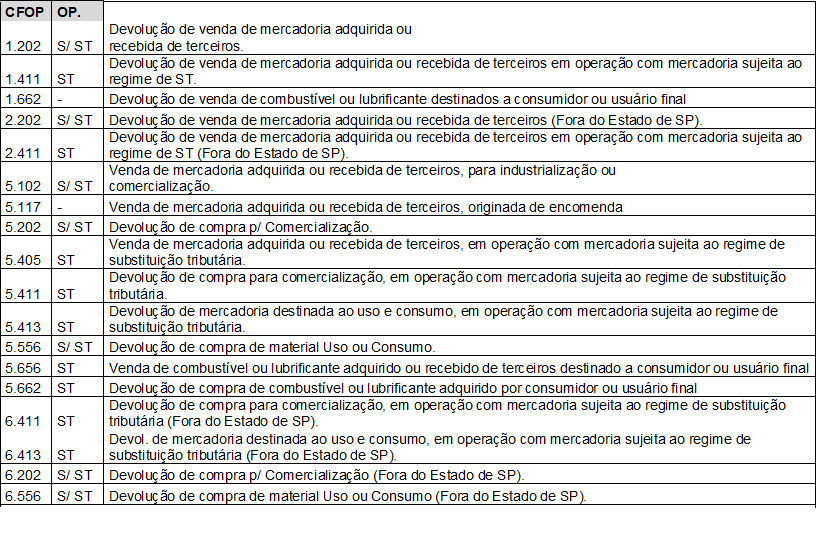 CFOP OP.
Devolução de venda de mercadoria adquirida ou
1.202 S/ ST recebida de terceiros.
Devolução de venda de mercadoria adquirida ou recebida de terceiros em operação com mercadoria sujeita ao
1.411 ST regime de ST.
1.662 - Devolução de venda de combustível ou lubrificante destinados a consumidor ou usuário final
2.202 S/ ST Devolução de venda de mercadoria adquirida ou recebida de terceiros (Fora do Estado de SP).
Devolução de venda de mercadoria adquirida ou recebida de terceiros em operação com mercadoria sujeita ao
2.411 ST regime de ST (Fora do Estado de SP).
Venda de mercadoria adquirida ou recebida de terceiros, para industrialização ou
5.102 S/ ST comercialização.
5.117 - Venda de mercadoria adquirida ou recebida de terceiros, originada de encomenda
5.202 S/ ST Devolução de compra p/ Comercialização.
Venda de mercadoria adquirida ou recebida de terceiros, em operação com mercadoria sujeita ao regime de
5.405 ST substituição tributária.
Devolução de compra para comercialização, em operação com mercadoria sujeita ao regime de substituição
5.411 ST tributária.
Devolução de mercadoria destinada ao uso e consumo, em operação com mercadoria sujeita ao regime de
5.413 ST substituição tributária.
5.556 S/ ST Devolução de compra de material Uso ou Consumo.
5.656 ST Venda de combustível ou lubrificante adquirido ou recebido de terceiros destinado a consumidor ou usuário final
5.662 ST Devolução de compra de combustível ou lubrificante adquirido por consumidor ou usuário final
Devolução de compra para comercialização, em operação com mercadoria sujeita ao regime de substituição
6.411 ST tributária (Fora do Estado de SP).
Devol. de mercadoria destinada ao uso e consumo, em operação com mercadoria sujeita ao regime de
6.413 ST substituição tributária (Fora do Estado de SP).
6.202 S/ ST Devolução de compra p/ Comercialização (Fora do Estado de SP).
6.556 S/ ST Devolução de compra de material Uso ou Consumo (Fora do Estado de SP).